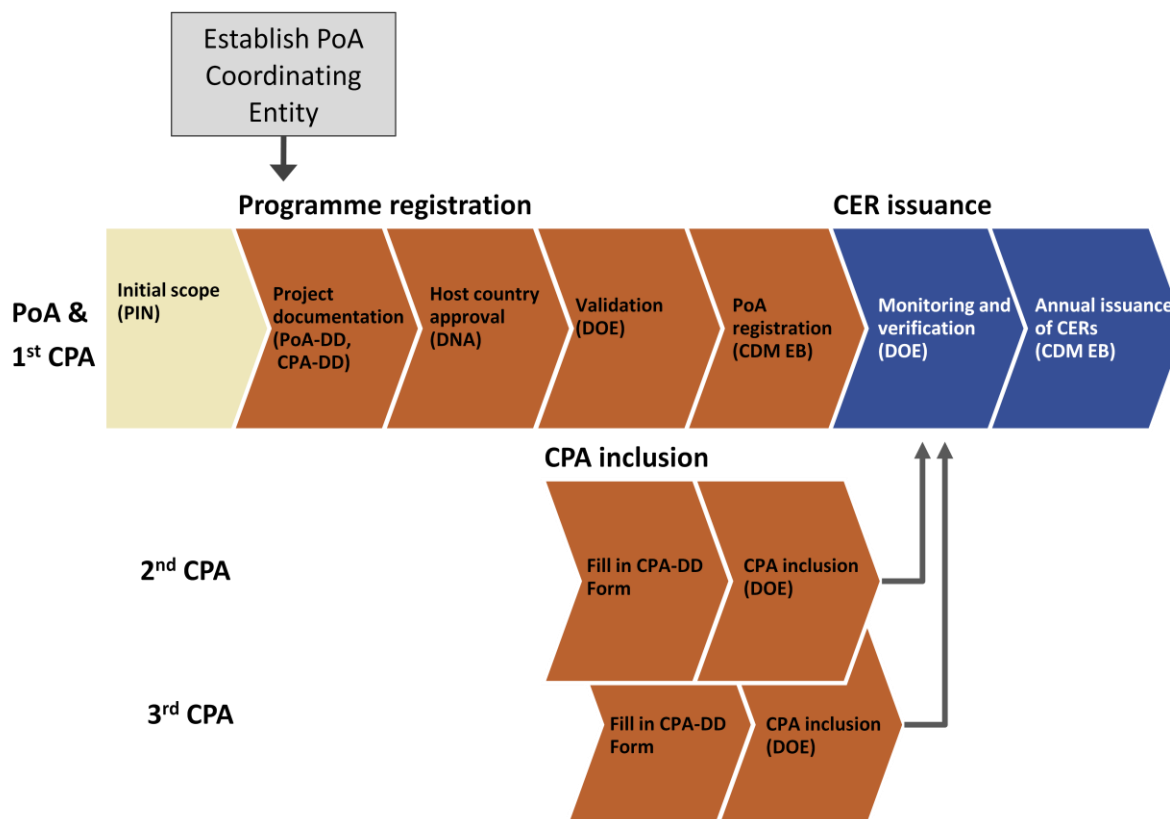 Establish PoA
Coordinating
Entity
Programme registration
CER issuance
PoA &
1st CPA
Initial scope
(PIN)
Project
documentation
(PoA-DD,
CPA-DD)
Host country
approval
(DNA)
Validation
(DOE)
PoA
registration
(CDM EB)
Monitoring and
verification
(DOE)
Annual issuance
of CERs
(CDM EB)
CPA inclusion
2nd CPA
Fill in CPA-DD
Form
CPA inclusion
(DOE)
3rd CPA
Fill in CPA-DD
Form
CPA inclusion
(DOE)